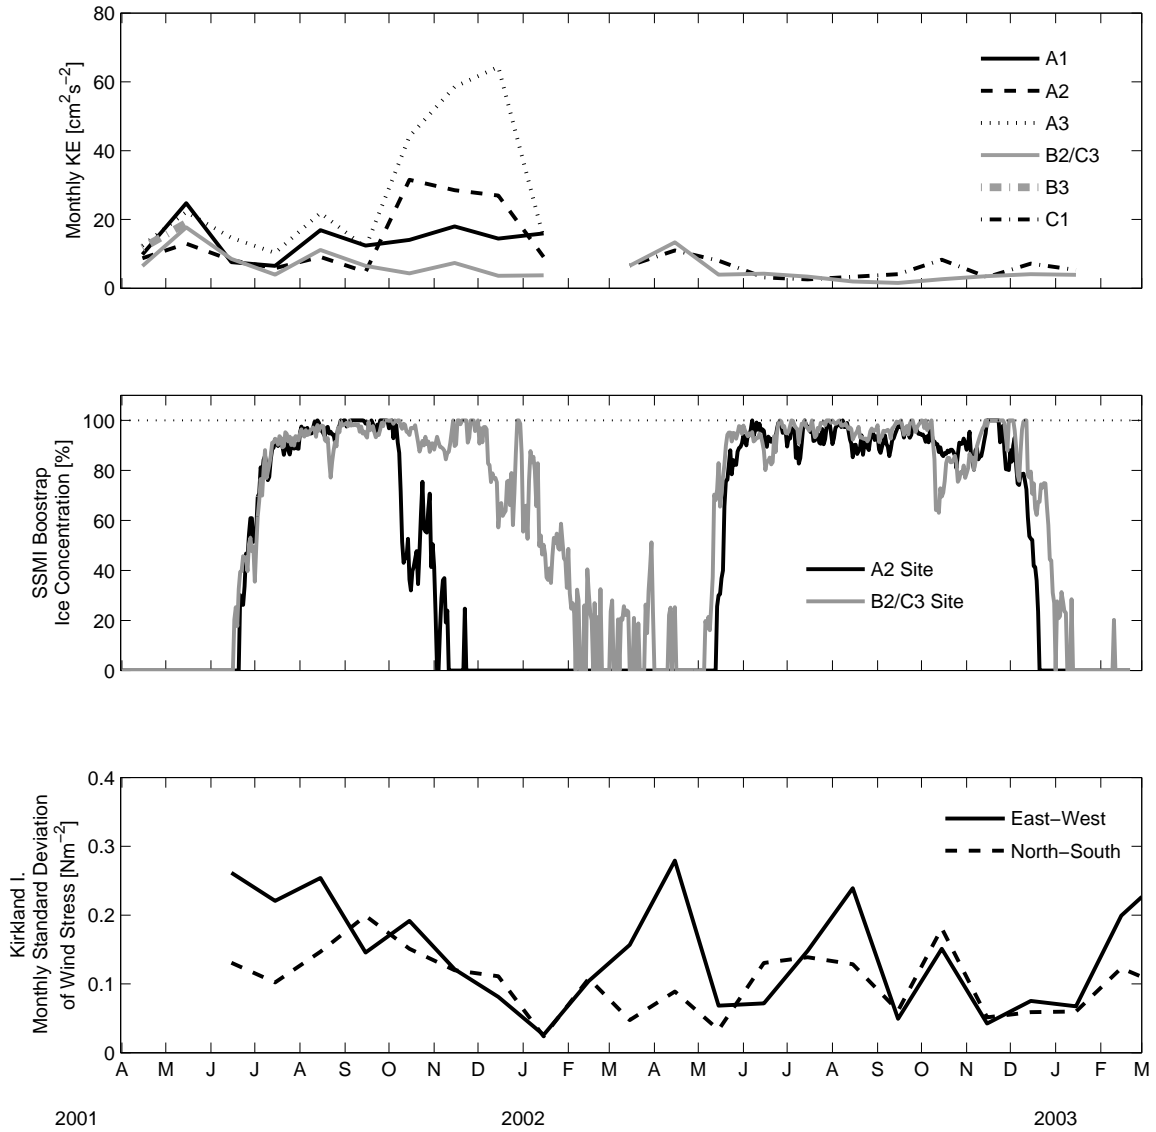 80
60
40
20
0
Monthly KE [cm²s⁻²]
A1
A2
A3
B2/C3
B3
C1
100
80
60
40
20
0
SSMI Boostrap
Ice Concentration [%]
A2 Site
B2/C3 Site
0.4
0.3
0.2
0.1
0
Kirkland I.
Monthly Standard Deviation
of Wind Stress [Nm⁻²]
East−West
North−South
A M J J A S O N D J F M A M J J A S O N D J F M
2001 2002 2003